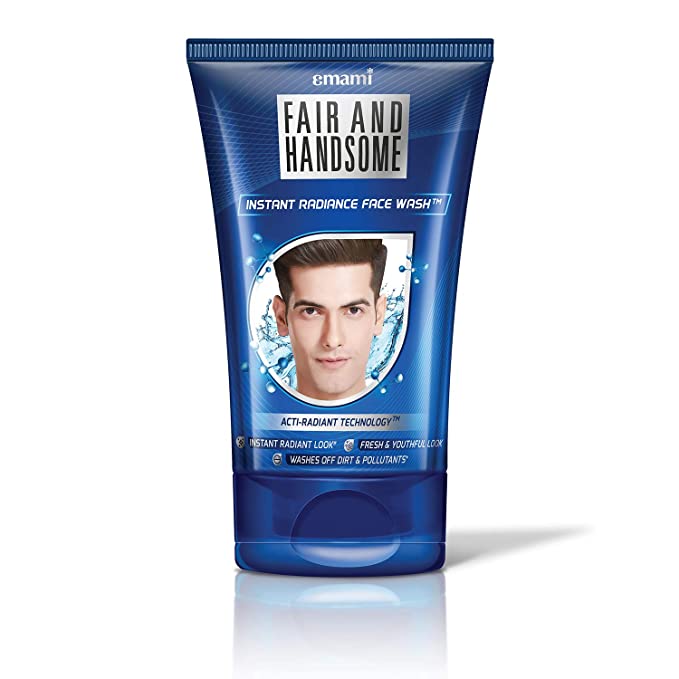 emami
FAIR AND
HANDSOME
INSTANT RADIANCE FACE WASH™
ACTI-RADIANT TECHNOLOGY™
INSTANT RADIANT LOOK* FRESH & YOUTHFUL LOOK
WASHES OFF DIRT & POLLUTANTS*